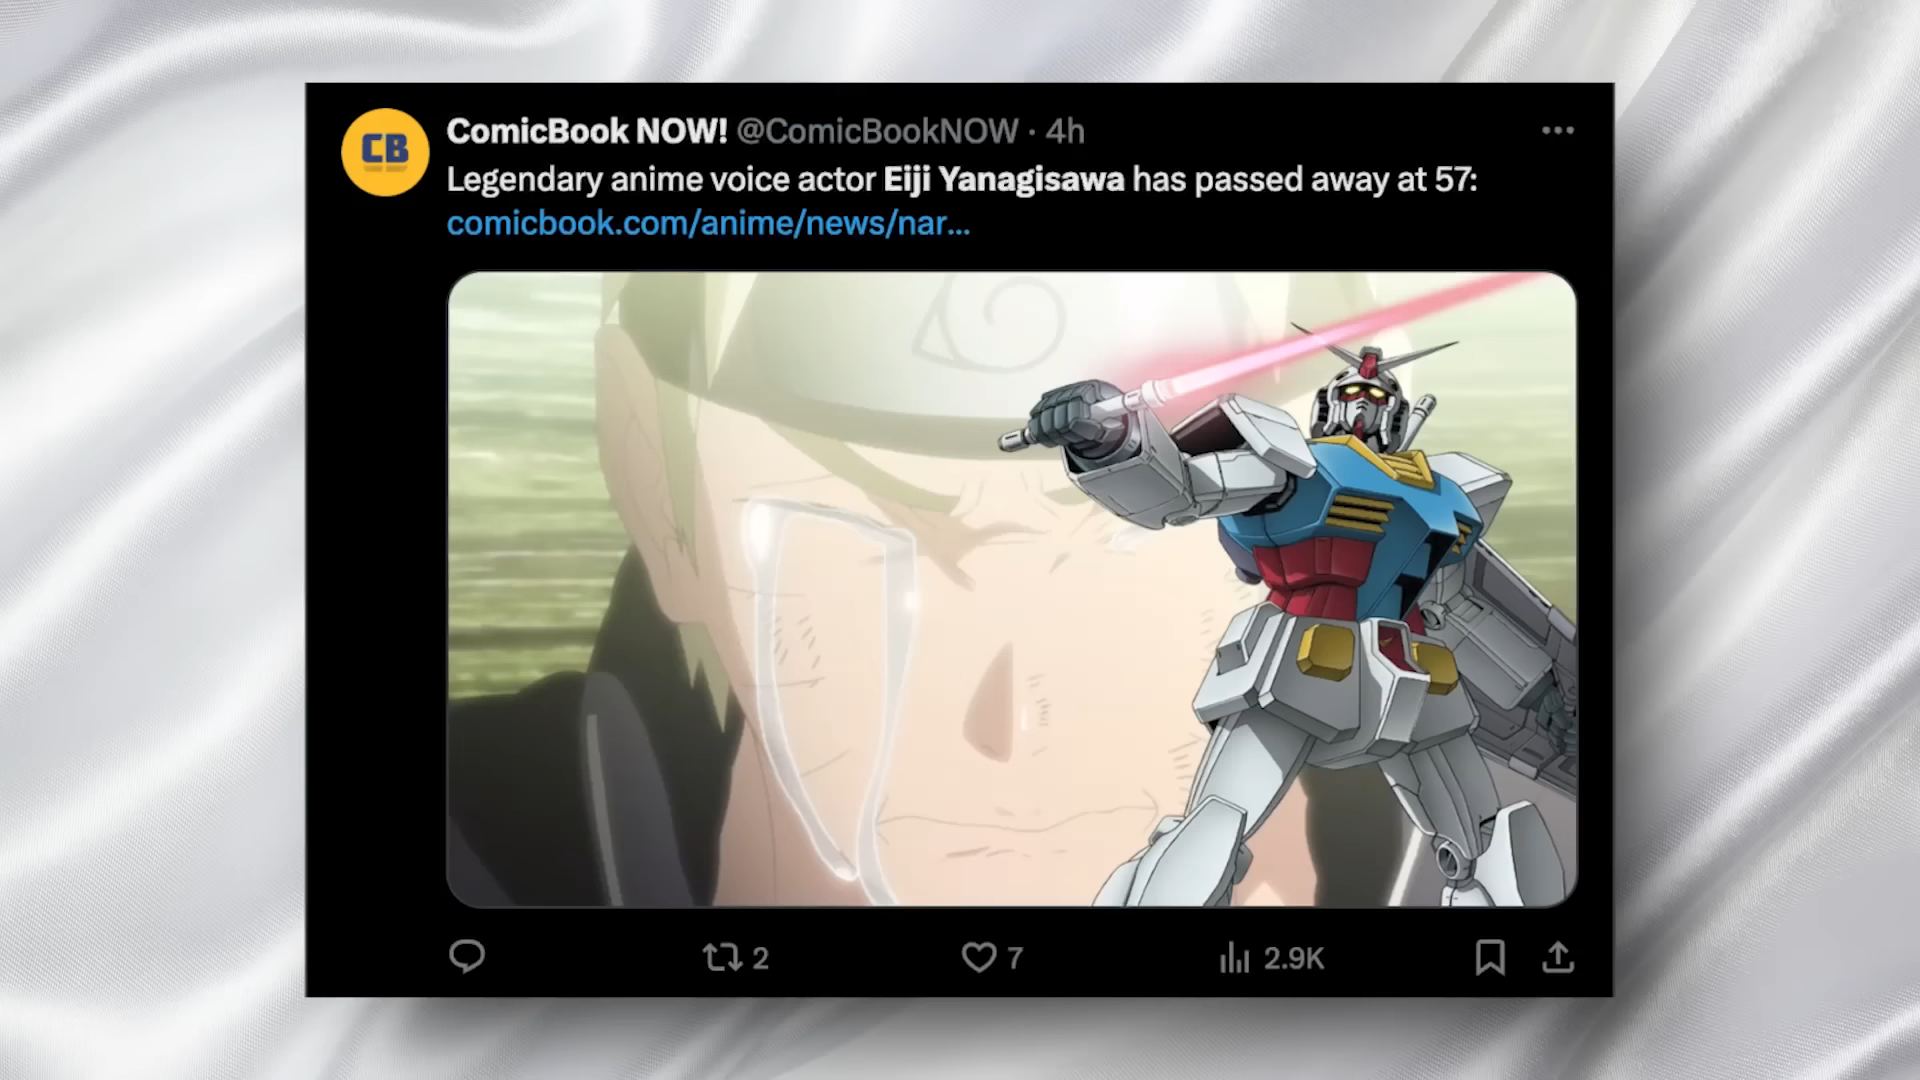 CB
ComicBook NOW! @ComicBookNOW · 4h
Legendary anime voice actor Eiji Yanagisawa has passed away at 57:
comicbook.com/anime/news/nar...
2
7
2.9K